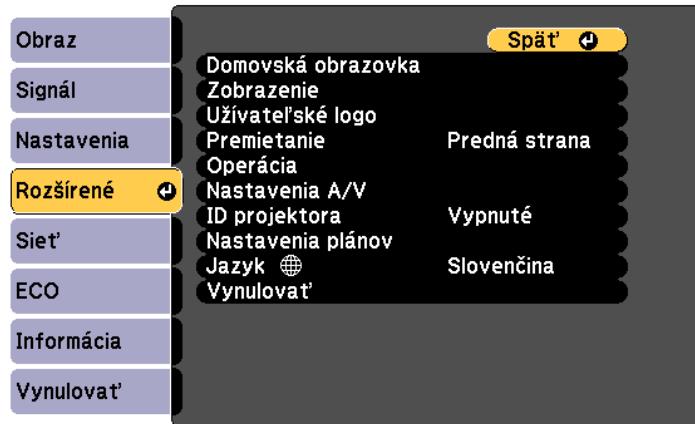 Obraz
Signál
Nastavenia
Rozšírené
Sieť
ECO
Informácia
Vynulovať
Späť
Domovská obrazovka
Zobrazenie
Užívateľské logo
Premietanie Predná strana
Operácia
Nastavenia A/V
ID projektora Vypnuté
Nastavenia plánov
Jazyk Slovenčina
Vynulovať